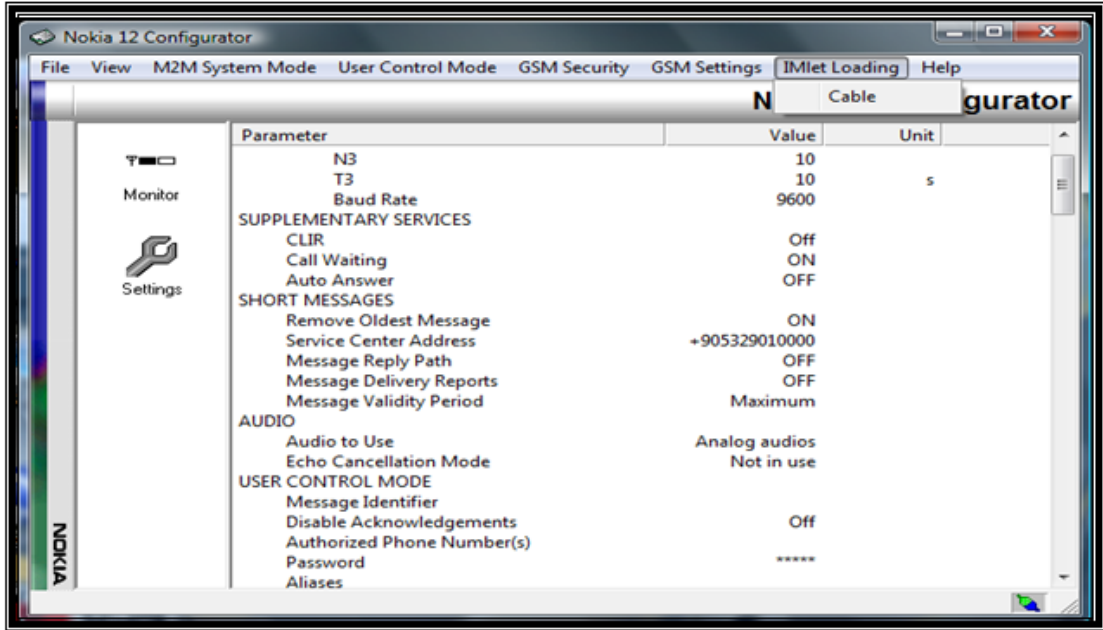 Nokia 12 Configurator
File View M2M System Mode User Control Mode GSM Security GSM Settings IMlet Loading Help
Cable
N gurator
Parameter Value Unit
N3 10
T3 10 s
Baud Rate 9600
SUPPLEMENTARY SERVICES
CLIR Off
Call Waiting ON
Auto Answer OFF
SHORT MESSAGES
Remove Oldest Message ON
Service Center Address +905329010000
Message Reply Path OFF
Message Delivery Reports OFF
Message Validity Period Maximum
AUDIO
Audio to Use Analog audios
Echo Cancellation Mode Not in use
USER CONTROL MODE
Message Identifier
Disable Acknowledgements Off
Authorized Phone Number(s)
Password *****
Aliases
Monitor
Settings
NOKIA